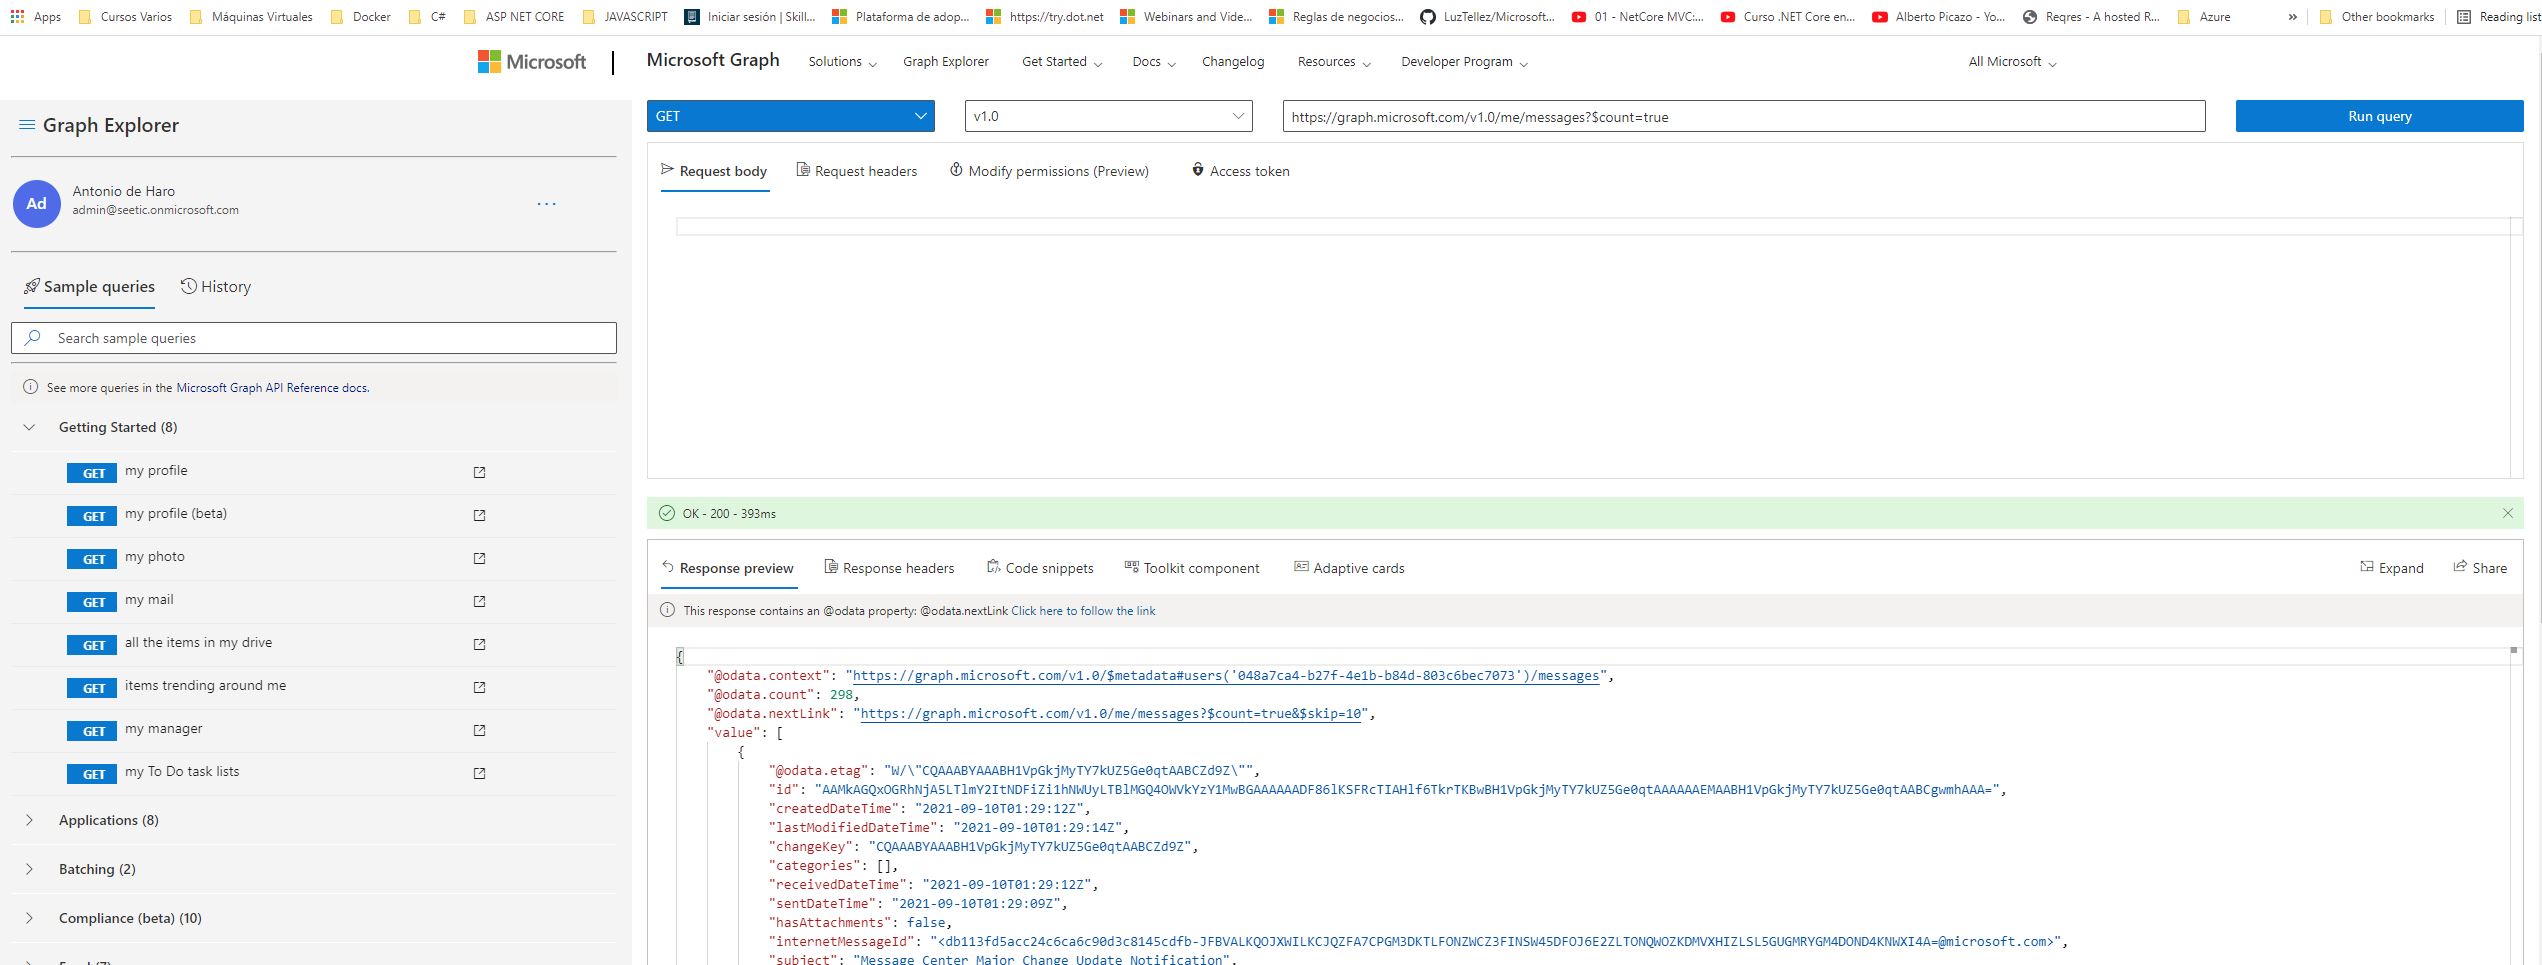 Apps Cursos Varios Máquinas Virtuales Docker C# ASP NET CORE JAVASCRIPT Iniciar sesión | Skill... Plataforma de adop... https://try.dot.net Webinars and Vide... Reglas de negocios... LuzTellez/Microsoft... 01 - NetCore MVC:... Curso .NET Core en... Alberto Picazo - Yo... Reqres - A hosted R... Azure » Other bookmarks Reading list
Microsoft
Microsoft Graph Solutions Graph Explorer Get Started Docs Changelog Resources Developer Program All Microsoft
Graph Explorer
Ad
Antonio de Haro
admin@seetic.onmicrosoft.com
...
Sample queries History
Search sample queries
See more queries in the Microsoft Graph API Reference docs.
Getting Started (8)
GET my profile
GET my profile (beta)
GET my photo
GET my mail
GET all the items in my drive
GET items trending around me
GET my manager
GET my To Do task lists
Applications (8)
Batching (2)
Compliance (beta) (10)
GET v1.0 https://graph.microsoft.com/v1.0/me/messages?$count=true Run query
Request body Request headers Modify permissions (Preview) Access token
OK - 200 - 393ms
Response preview Response headers Code snippets Toolkit component Adaptive cards Expand Share
This response contains an @odata property: @odata.nextLink Click here to follow the link
{
"@odata.context": "https://graph.microsoft.com/v1.0/$metadata#users('048a7ca4-b27f-4e1b-b84d-803c6bec7073')/messages",
"@odata.count": 298,
"@odata.nextLink": "https://graph.microsoft.com/v1.0/me/messages?$count=true&$skip=10",
"value": [
{
"@odata.etag": "W/\"CQAAABYAAABH1VpGkjMyTY7kUZ5Ge0qtAABCZd9Z\"",
"id":
"createdDateTime": "2021-09-10T01:29:12Z",
"lastModifiedDateTime": "2021-09-10T01:29:14Z",
"changeKey": "CQAAABYAAABH1VpGkjMyTY7kUZ5Ge0qtAABCZd9Z",
"categories": [],
"receivedDateTime": "2021-09-10T01:29:12Z",
"sentDateTime": "2021-09-10T01:29:09Z",
"hasAttachments": false,
"internetMessageId":
"subject": "Message Center Major Change Update Notification",